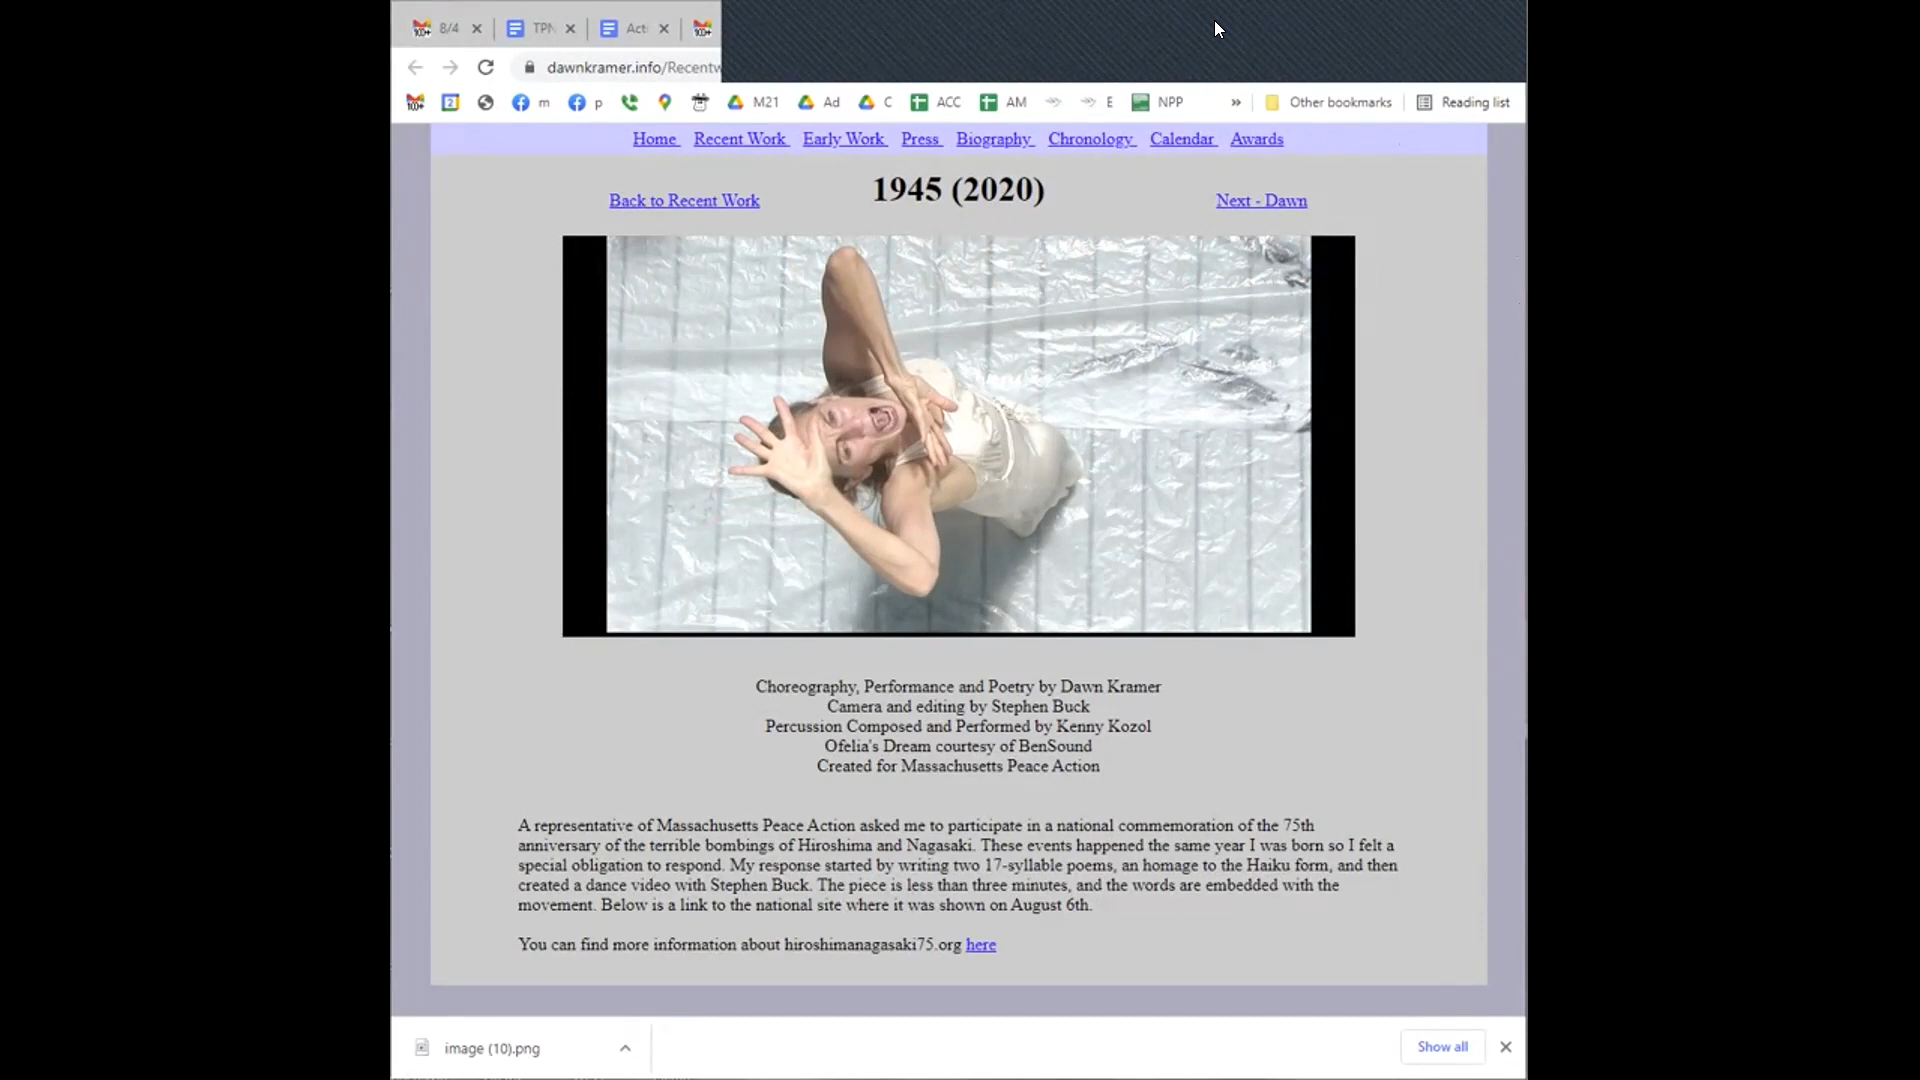 8/4
TPN
Act
dawnkramer.info/Recentw
m
p
M21
Ad
C
ACC
AM
E
NPP
»
Other bookmarks
Reading list
Home Recent Work Early Work Press Biography Chronology Calendar Awards
Back to Recent Work
1945 (2020)
Next - Dawn
Choreography, Performance and Poetry by Dawn Kramer
Camera and editing by Stephen Buck
Percussion Composed and Performed by Kenny Kozol
Ofelia's Dream courtesy of BenSound
Created for Massachusetts Peace Action
A representative of Massachusetts Peace Action asked me to participate in a national commemoration of the 75th
anniversary of the terrible bombings of Hiroshima and Nagasaki. These events happened the same year I was born so I felt a
special obligation to respond. My response started by writing two 17-syllable poems, an homage to the Haiku form, and then
created a dance video with Stephen Buck. The piece is less than three minutes, and the words are embedded with the
movement. Below is a link to the national site where it was shown on August 6th.
You can find more information about hiroshimanagasaki75.org here
image (10).png
Show all